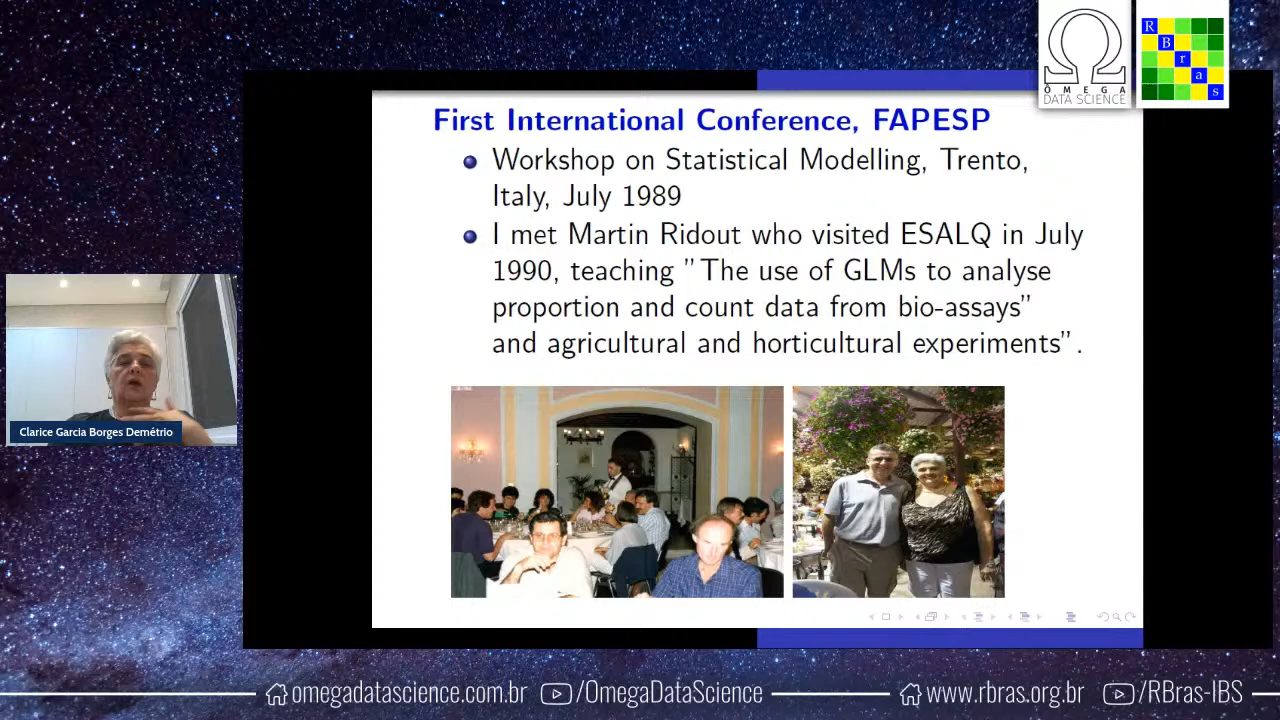 Ω
ÔMEGA
DATA SCIENCE
R
B
r
a
s
First International Conference, FAPESP
Workshop on Statistical Modelling, Trento,
Italy, July 1989
I met Martin Ridout who visited ESALQ in July
1990, teaching ”The use of GLMs to analyse
proportion and count data from bio-assays”
and agricultural and horticultural experiments”.
Clarice Garcia Borges Demétrio
omegadatascience.com.br /OmegaDataScience www.rbras.org.br /RBras-IBS